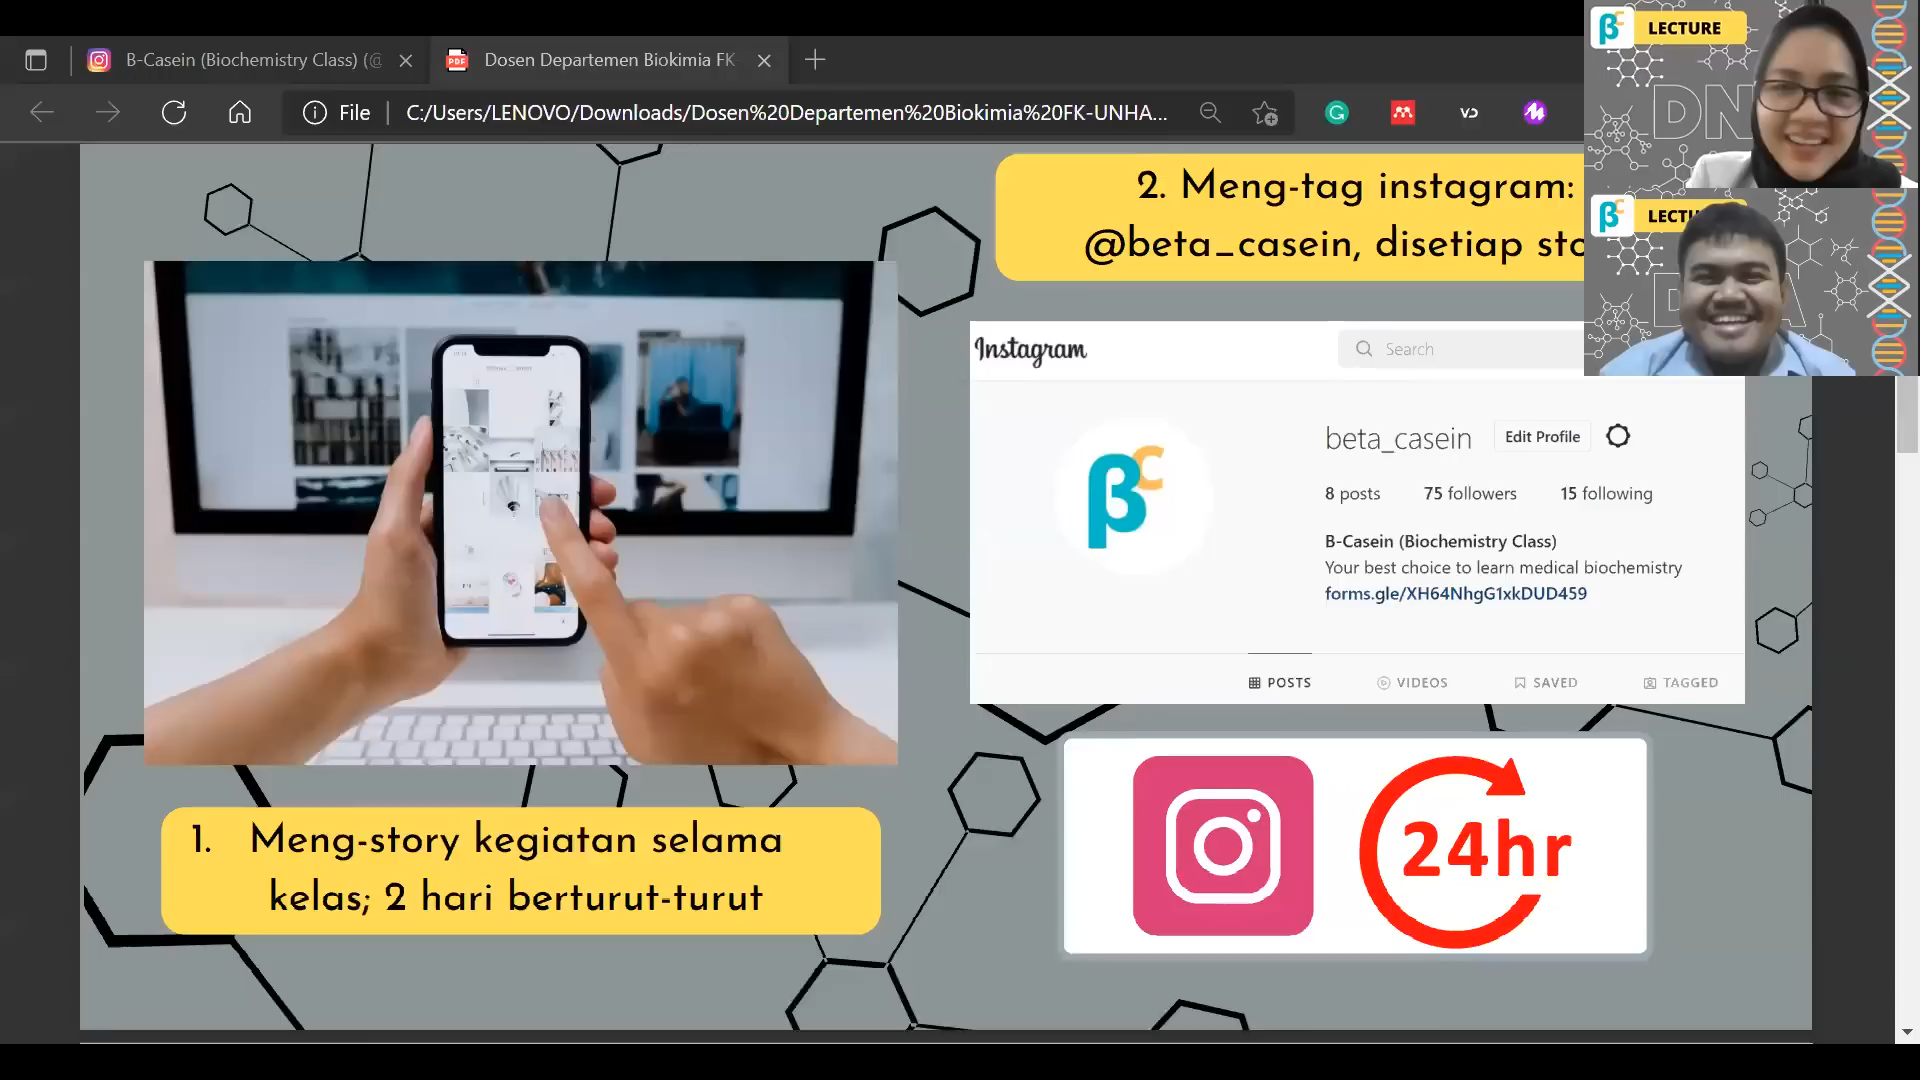 B-Casein (Biochemistry Class) (@
Dosen Departemen Biokimia FK
File
C:/Users/LENOVO/Downloads/Dosen%20Departemen%20Biokimia%20FK-UNHA...
LECTURE
2. Meng-tag instagram:
@beta_casein, disetiap sto
Instagram
Search
βC
beta_casein
Edit Profile
8 posts
75 followers
15 following
B-Casein (Biochemistry Class)
Your best choice to learn medical biochemistry
forms.gle/XH64NhgG1xkDUD459
POSTS
VIDEOS
SAVED
TAGGED
1. Meng-story kegiatan selama
kelas; 2 hari berturut-turut
24hr